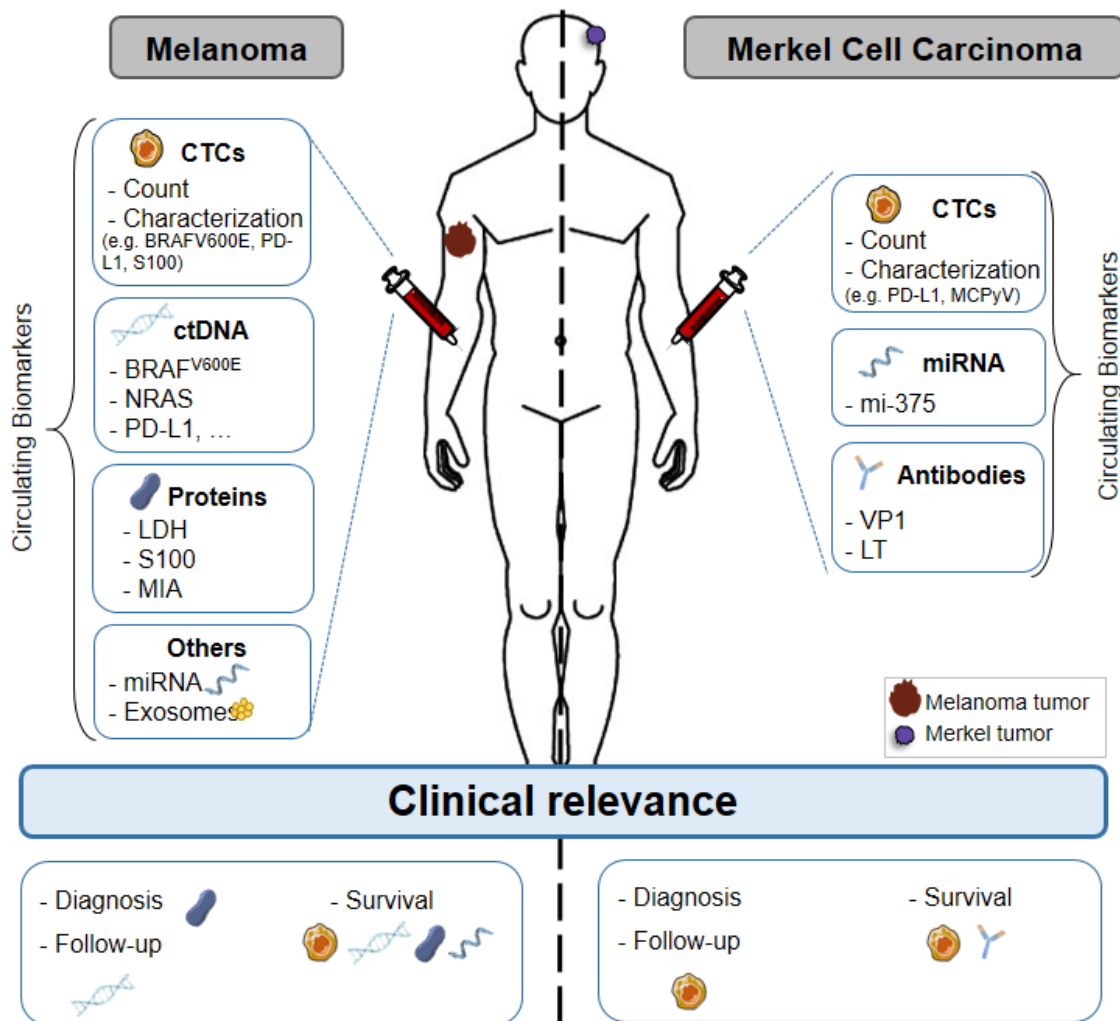 Melanoma
Merkel Cell Carcinoma
Circulating Biomarkers
CTCs
- Count
- Characterization
(e.g. BRAFV600E, PD-
L1, S100)
ctDNA
- BRAFV600E
- NRAS
- PD-L1, ...
Proteins
- LDH
- S100
- MIA
Others
- miRNA
- Exosomes
CTCs
- Count
- Characterization
(e.g. PD-L1, MCPyV)
miRNA
- mi-375
Antibodies
- VP1
- LT
Circulating Biomarkers
Melanoma tumor
Merkel tumor
Clinical relevance
- Diagnosis
- Follow-up
- Survival
- Diagnosis
- Follow-up
- Survival